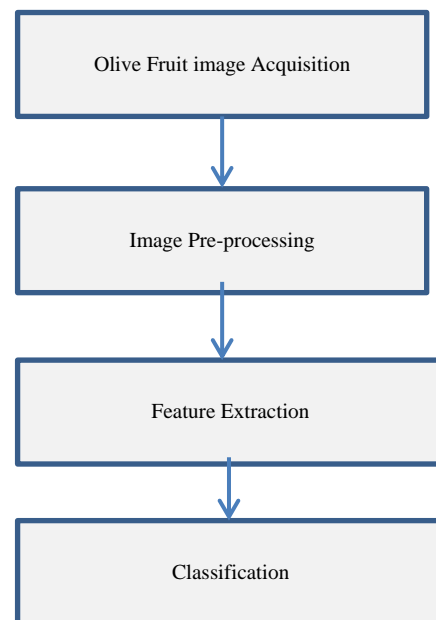 Olive Fruit image Acquisition
Image Pre-processing
Feature Extraction
Classification